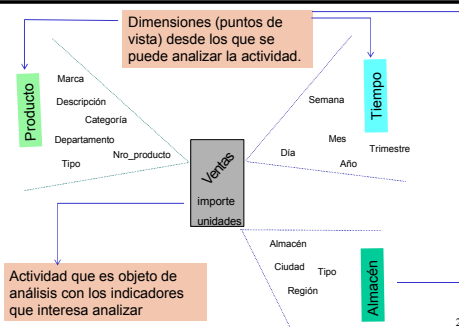 Dimensiones (puntos de
vista) desde los que se
puede analizar la actividad.
Producto
Marca
Descripción
Categoría
Departamento
Nro_producto
Tipo
Tiempo
Semana
Mes
Trimestre
Día
Año
Ventas
importe
unidades
Actividad que es objeto de
análisis con los indicadores
que interesa analizar
Almacén
Almacén
Ciudad
Tipo
Región
2